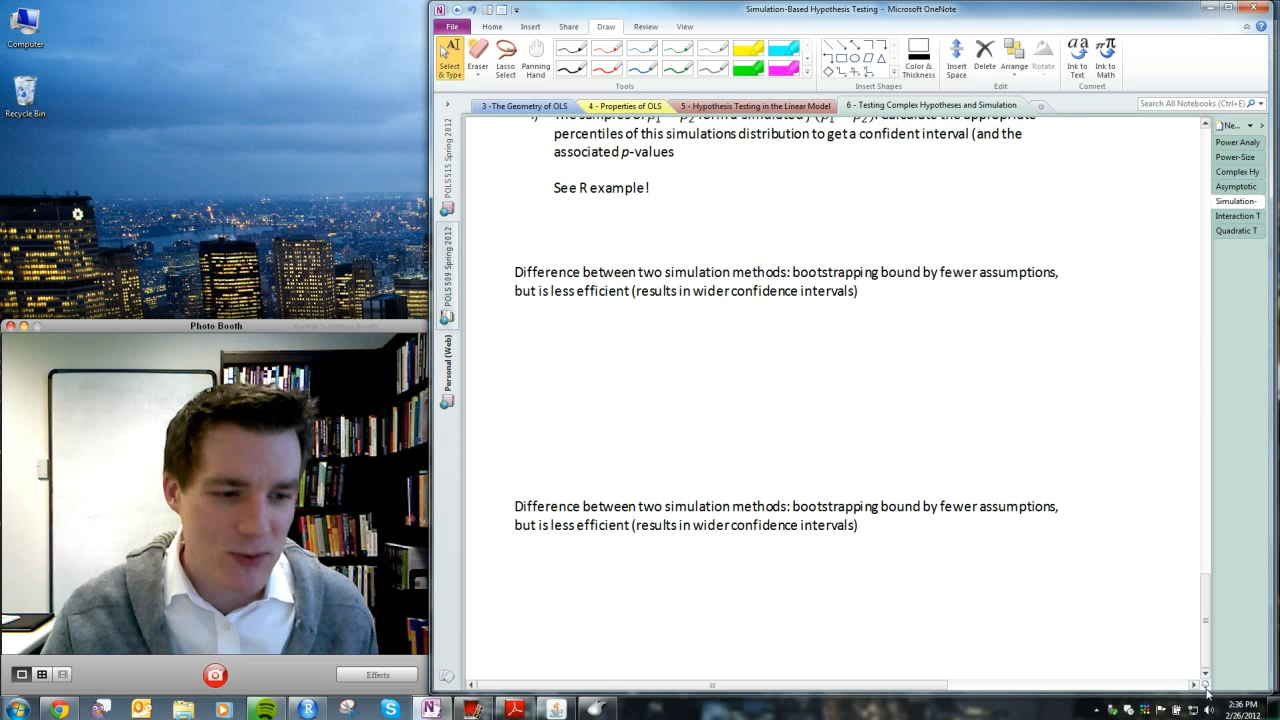 Computer
Recycle Bin
Photo Booth
Effects
Simulation-Based Hypothesis Testing - Microsoft OneNote
File Home Insert Share Draw Review View
Select & Type
Eraser
Lasso Select
Panning Hand
Color & Thickness
Insert Space
Delete
Arrange
Rotate
Ink to Text
Ink to Math
Tools
Insert Shapes
Edit
Convert
3 -The Geometry of OLS
4 - Properties of OLS
5 - Hypothesis Testing in the Linear Model
6 - Testing Complex Hypotheses and Simulation
Search All Notebooks (Ctrl+E)
POLS 515 Spring 2012
POLS 509 Spring 2012
Personal (Web)
Ne...
Power Analy
Power-Size
Complex Hy
Asymptotic
Simulation-
Interaction T
Quadratic T
percentiles of this simulations distribution to get a confident interval (and the
associated p-values
See R example!
Difference between two simulation methods: bootstrapping bound by fewer assumptions,
but is less efficient (results in wider confidence intervals)
Difference between two simulation methods: bootstrapping bound by fewer assumptions,
but is less efficient (results in wider confidence intervals)
2:36 PM
2/26/2012